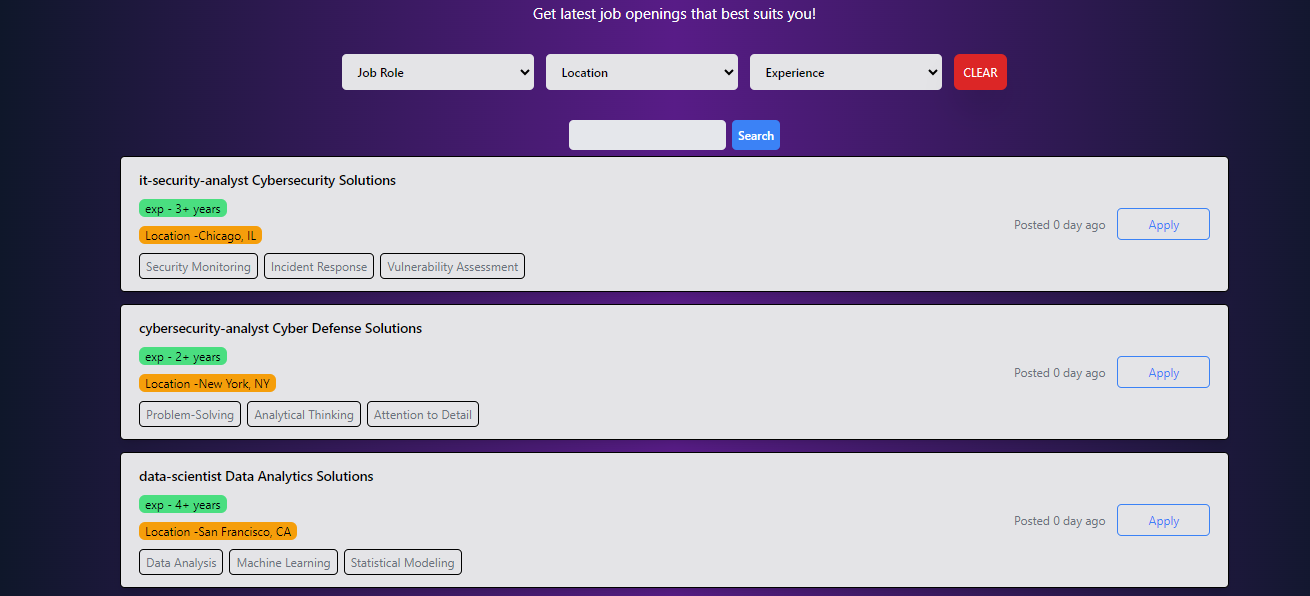 Get latest job openings that best suits you!
Job Role Location Experience CLEAR
Search
it-security-analyst Cybersecurity Solutions
exp - 3+ years
Location -Chicago, IL
Posted 0 day ago Apply
Security Monitoring Incident Response Vulnerability Assessment
cybersecurity-analyst Cyber Defense Solutions
exp - 2+ years
Location -New York, NY
Posted 0 day ago Apply
Problem-Solving Analytical Thinking Attention to Detail
data-scientist Data Analytics Solutions
exp - 4+ years
Location -San Francisco, CA
Posted 0 day ago Apply
Data Analysis Machine Learning Statistical Modeling